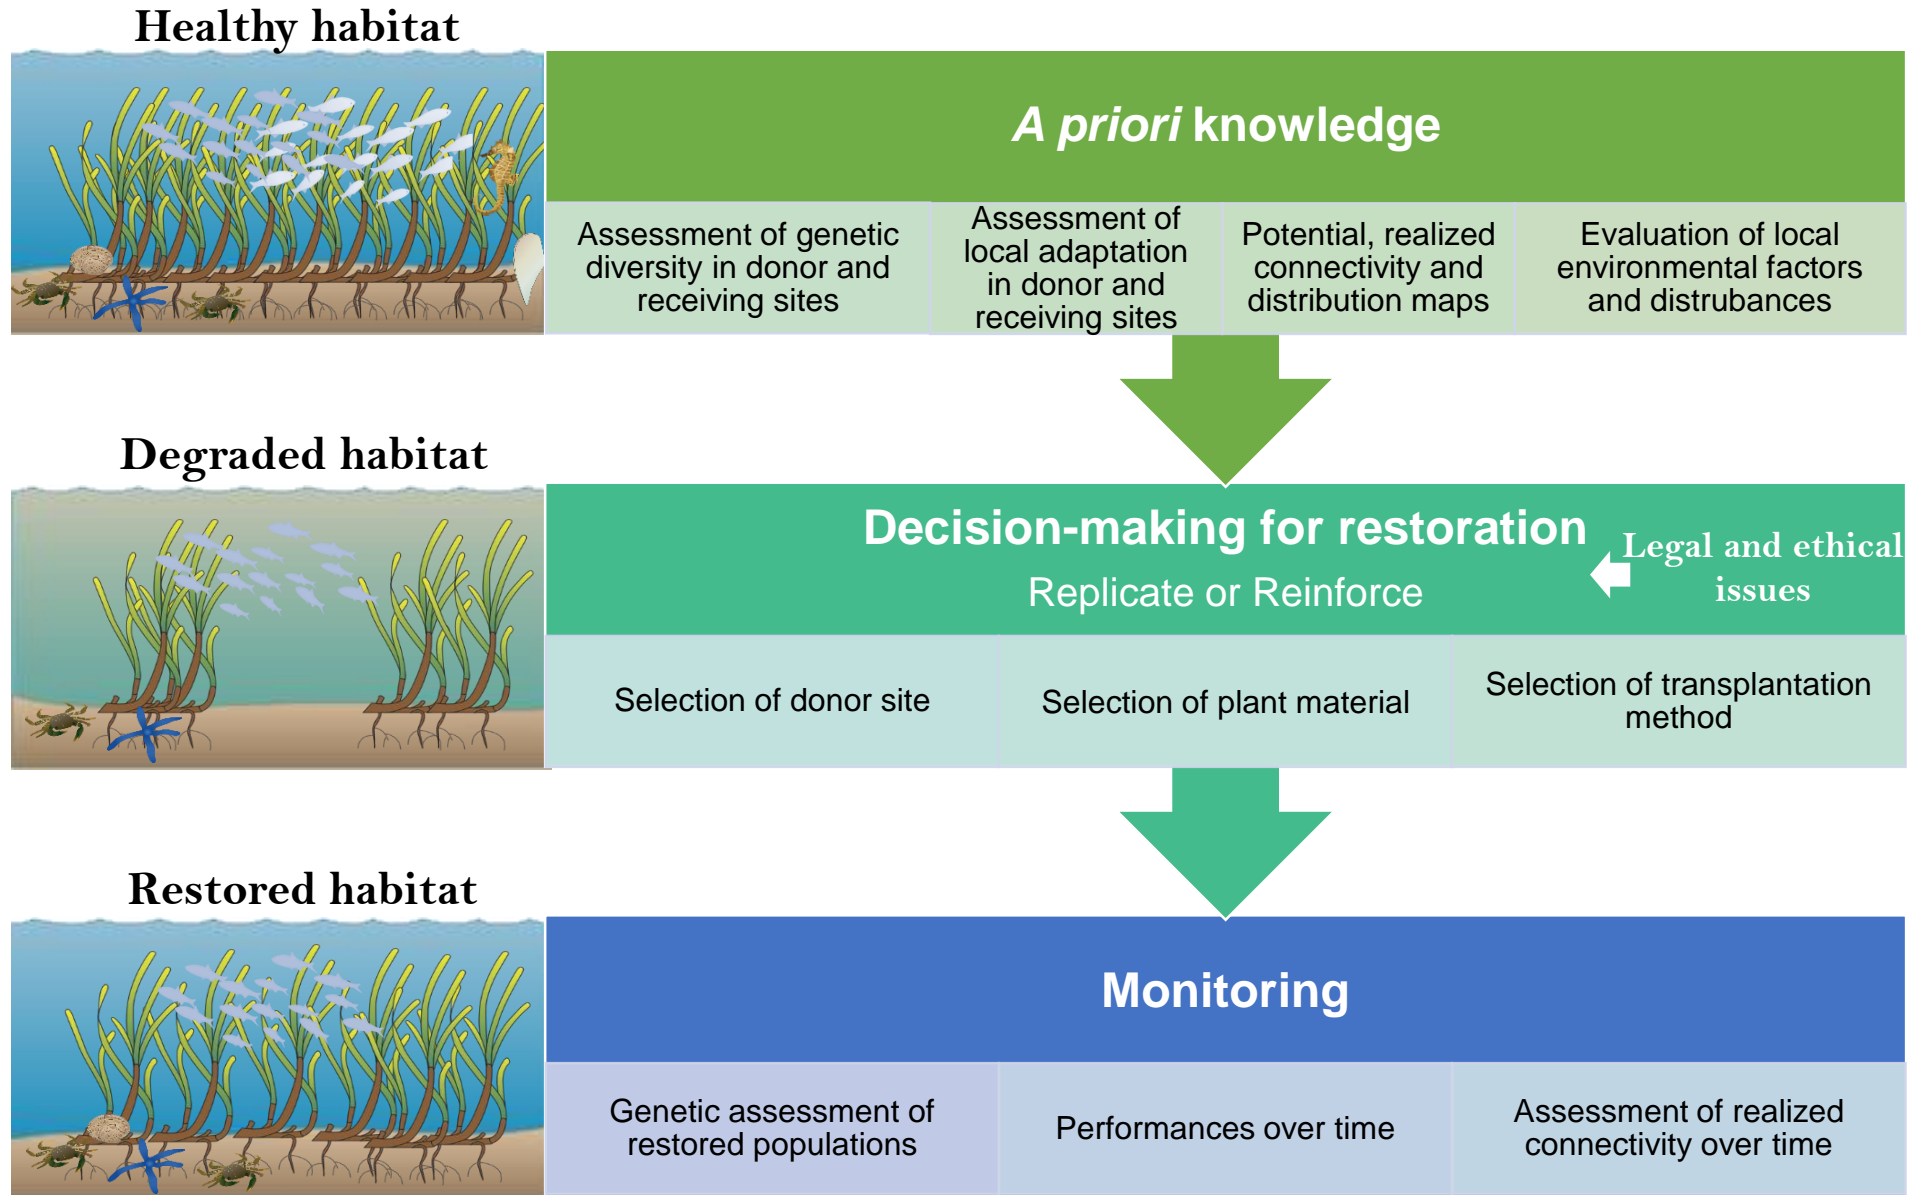 Healthy habitat
A priori knowledge
Assessment of genetic
diversity in donor and
receiving sites
Assessment of
local adaptation
in donor and
receiving sites
Potential, realized
connectivity and
distribution maps
Evaluation of local
environmental factors
and distrubances
Degraded habitat
Decision-making for restoration
Replicate or Reinforce
Legal and ethical
issues
Selection of donor site
Selection of plant material
Selection of transplantation
method
Restored habitat
Monitoring
Genetic assessment of
restored populations
Performances over time
Assessment of realized
connectivity over time